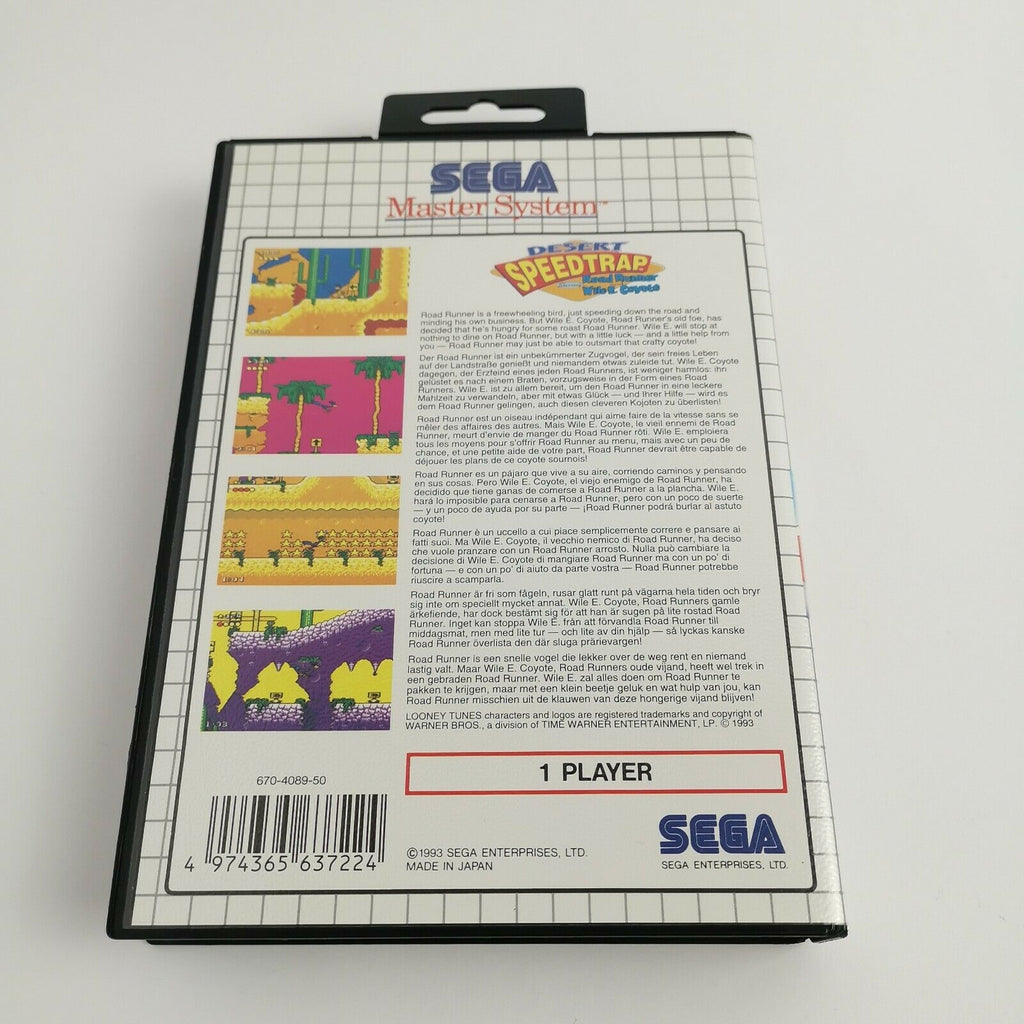 SEGA
Master System™
DESERT
SPEEDTRAP
Starring
Road Runner
Wile E. Coyote
Road Runner is a freewheeling bird, just speeding down the road and
minding his own business. But Wile E. Coyote, Road Runner's old foe, has
decided that he's hungry for some roast Road Runner. Wile E. will stop at
nothing to dine on Road Runner, but with a little luck — and a little help from
you — Road Runner may just be able to outsmart that crafty coyote!
Der Road Runner ist ein unbekümmerter Zugvogel, der sein freies Leben
auf der Landstraße genießt und niemandem etwas zuleide tut. Wile E. Coyote
dagegen, der Erzfeind eines jeden Road Runners, ist weniger harmlos: ihn
gelüstet es nach einem Braten, vorzugsweise in der Form eines Road
Runners. Wile E. ist zu allem bereit, um den Road Runner in eine leckere
Mahlzeit zu verwandeln, aber mit etwas Glück — und Ihrer Hilfe — wird es
dem Road Runner gelingen, auch diesen cleveren Kojoten zu überlisten!
Road Runner est un oiseau indépendant qui aime faire de la vitesse sans se
mêler des affaires des autres. Mais Wile E. Coyote, le vieil ennemi de Road
Runner, meurt d'envie de manger du Road Runner rôti. Wile E. emploiera
tous les moyens pour s'offrir Road Runner au menu, mais avec un peu de
chance, et une petite aide de votre part, Road Runner devrait être capable de
déjouer les plans de ce coyote sournois!
Road Runner es un pájaro que vive a su aire, corriendo caminos y pensando
en sus cosas. Pero Wile E. Coyote, el viejo enemigo de Road Runner, ha
decidido que tiene ganas de comerse a Road Runner a la plancha. Wile E.
hará lo imposible para cenarse a Road Runner, pero con un poco de suerte
— y un poco de ayuda por su parte — ¡Road Runner podrá burlar al astuto
coyote!
Road Runner è un uccello a cui piace semplicemente correre e pansare ai
fatti suoi. Ma Wile E. Coyote, il vecchio nemico di Road Runner, ha deciso
che vuole pranzare con un Road Runner arrosto. Nulla può cambiare la
decisione di Wile E. Coyote di mangiare Road Runner ma con un po' di
fortuna — e con un po' di aiuto da parte vostra — Road Runner potrebbe
riuscire a scamparla.
Road Runner är fri som fågeln, rusar glatt runt på vägarna hela tiden och bryr
sig inte om speciellt mycket annat. Wile E. Coyote, Road Runners gamle
ärkefiende, har dock bestämt sig för att han är sugen på lite rostad Road
Runner. Inget kan stoppa Wile E. från att förvandla Road Runner till
middagsmat, men med lite tur — och lite av din hjälp — så lyckas kanske
Road Runner överlista den där sluga prärievargen!
Road Runner is een snelle vogel die lekker over de weg rent en niemand
lastig valt. Maar Wile E. Coyote, Road Runners oude vijand, heeft wel trek in
een gebraden Road Runner. Wile E. zal alles doen om Road Runner te
pakken te krijgen, maar met een klein beetje geluk en wat hulp van jou, kan
Road Runner misschien uit de klauwen van deze hongerige vijand blijven!
LOONEY TUNES characters and logos are registered trademarks and copyright of
WARNER BROS., a division of TIME WARNER ENTERTAINMENT, LP. © 1993
1 PLAYER
670-4089-50
4 974365 637224
©1993 SEGA ENTERPRISES, LTD.
MADE IN JAPAN
SEGA
SEGA ENTERPRISES, LTD.